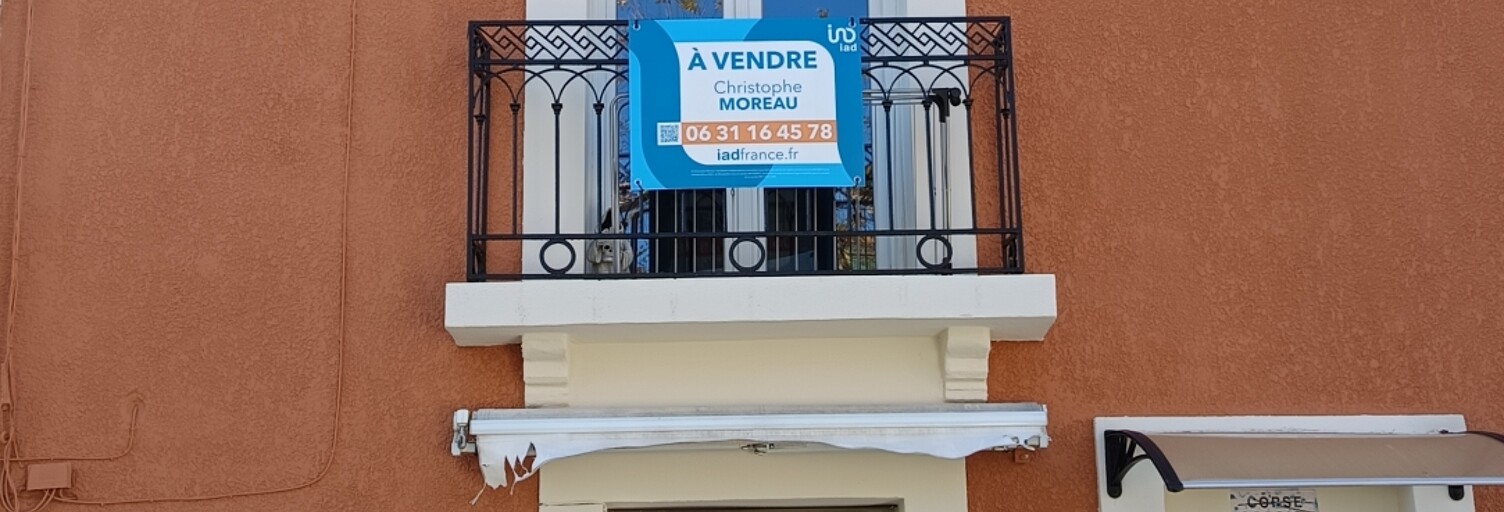 iad
À VENDRE
Christophe
MOREAU
06 31 16 45 78
iadfrance.fr
CORSE